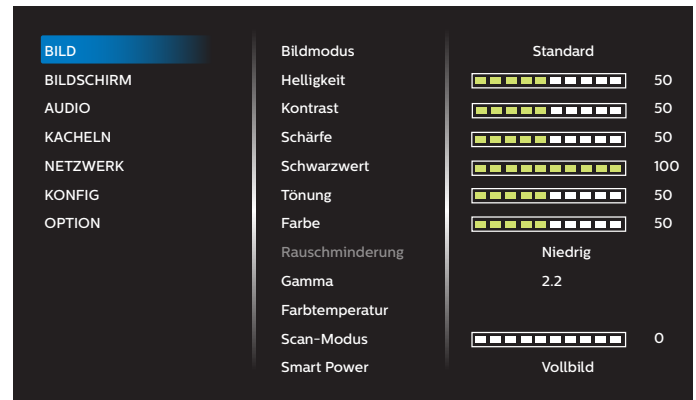 BILD Bildmodus Standard
BILDSCHIRM Helligkeit 50
AUDIO Kontrast 50
KACHELN Schärfe 50
NETZWERK Schwarzwert 100
KONFIG Tönung 50
OPTION Farbe 50
Rauschminderung Niedrig
Gamma 2.2
Farbtemperatur
Scan-Modus 0
Smart Power Vollbild